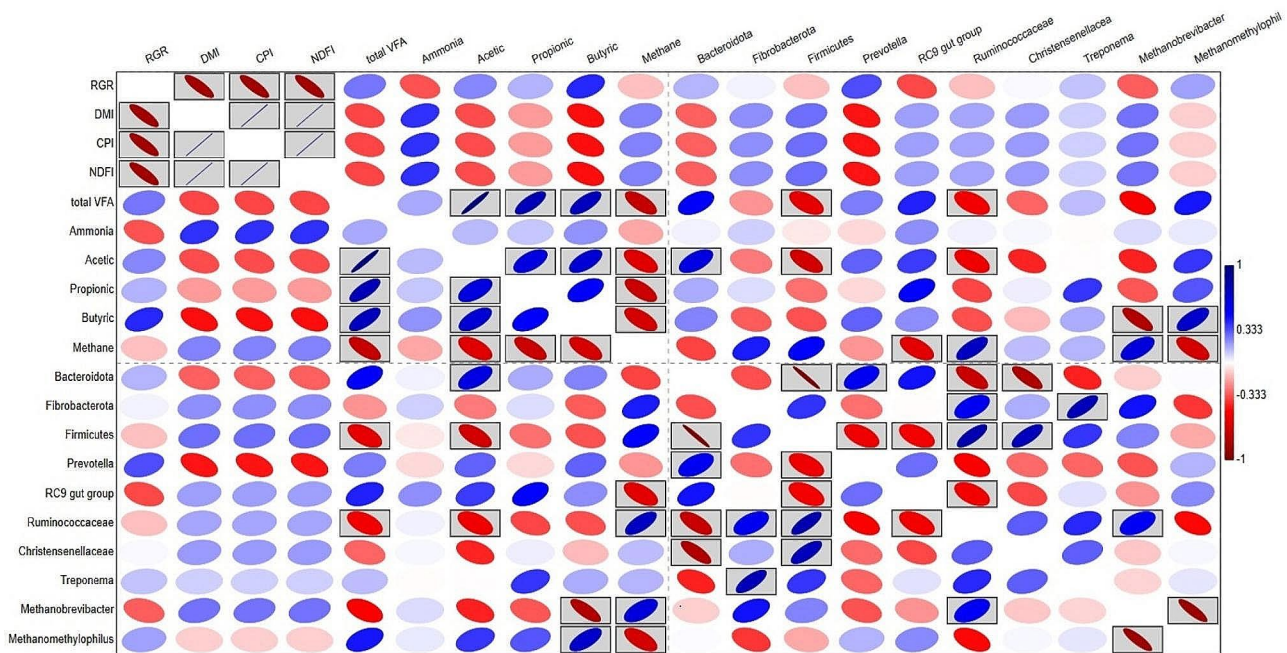 RGR DMI CPI NDFI total VFA Ammonia Acetic Propionic Butyric Methane Bacteroidota Fibrobacterota Firmicutes Prevotella RC9 gut group Ruminococcaceae Christensenellacea Treponema Methanobrevibacter Methanomethylophil
RGR
DMI
CPI
NDFI
total VFA
Ammonia
Acetic
Propionic
Butyric
Methane
Bacteroidota
Fibrobacterota
Firmicutes
Prevotella
RC9 gut group
Ruminococcaceae
Christensenellaceae
Treponema
Methanobrevibacter
Methanomethylophilus
1
0.333
-0.333
-1